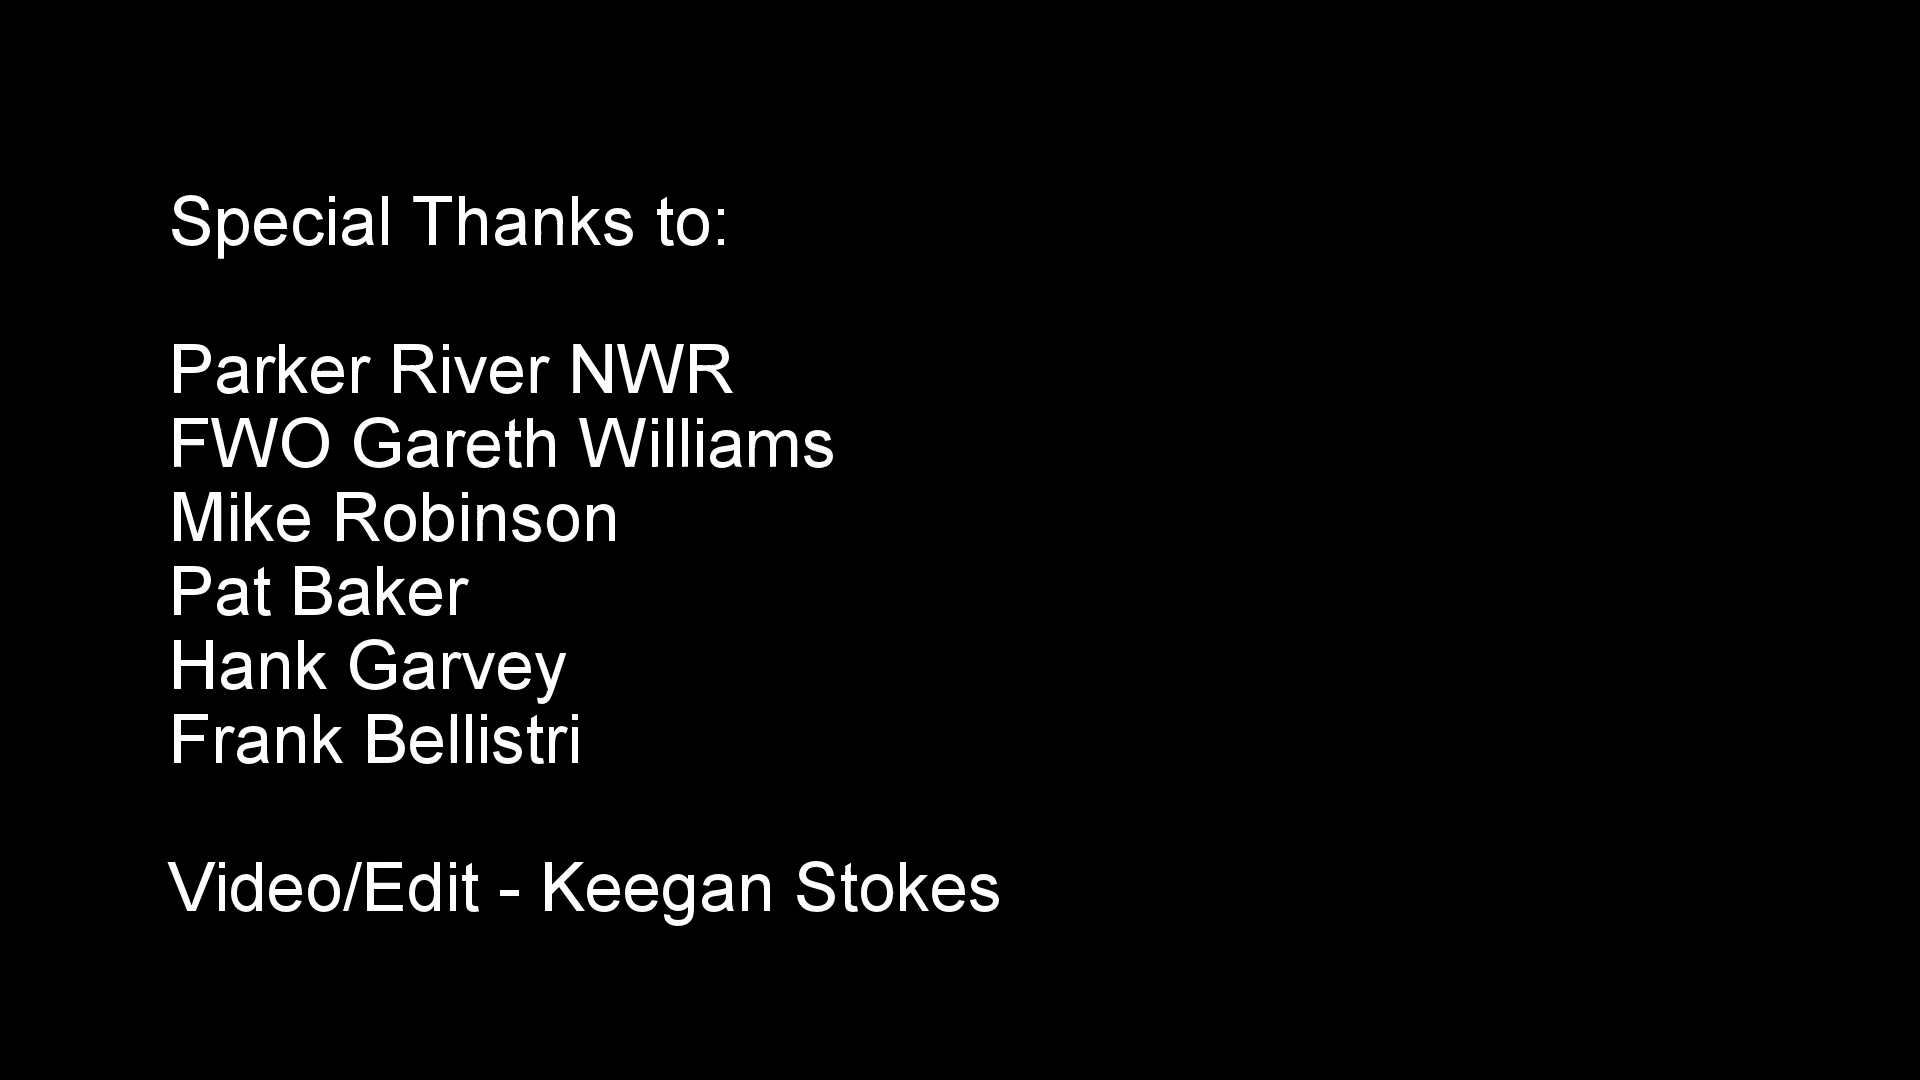 Special Thanks to:
Parker River NWR
FWO Gareth Williams
Mike Robinson
Pat Baker
Hank Garvey
Frank Bellistri
Video/Edit - Keegan Stokes